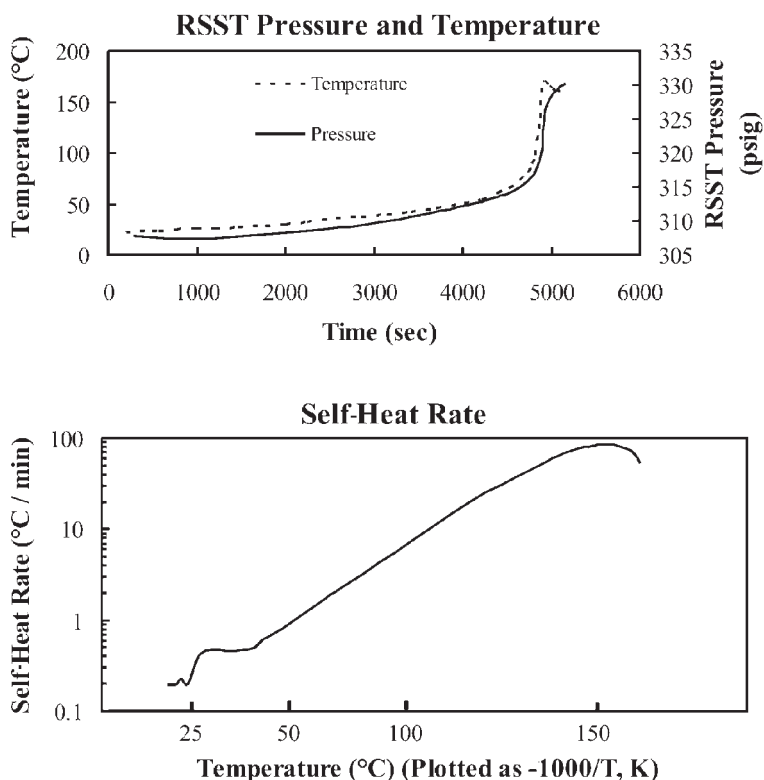 RSST Pressure and Temperature
Temperature (°C)
200
150
100
50
0
Temperature
Pressure
335
330
325
320
315
310
305
RSST Pressure
(psig)
0 1000 2000 3000 4000 5000 6000
Time (sec)
Self-Heat Rate
Self-Heat Rate (°C / min)
100
10
1
0.1
25 50 100 150
Temperature (°C) (Plotted as -1000/T, K)